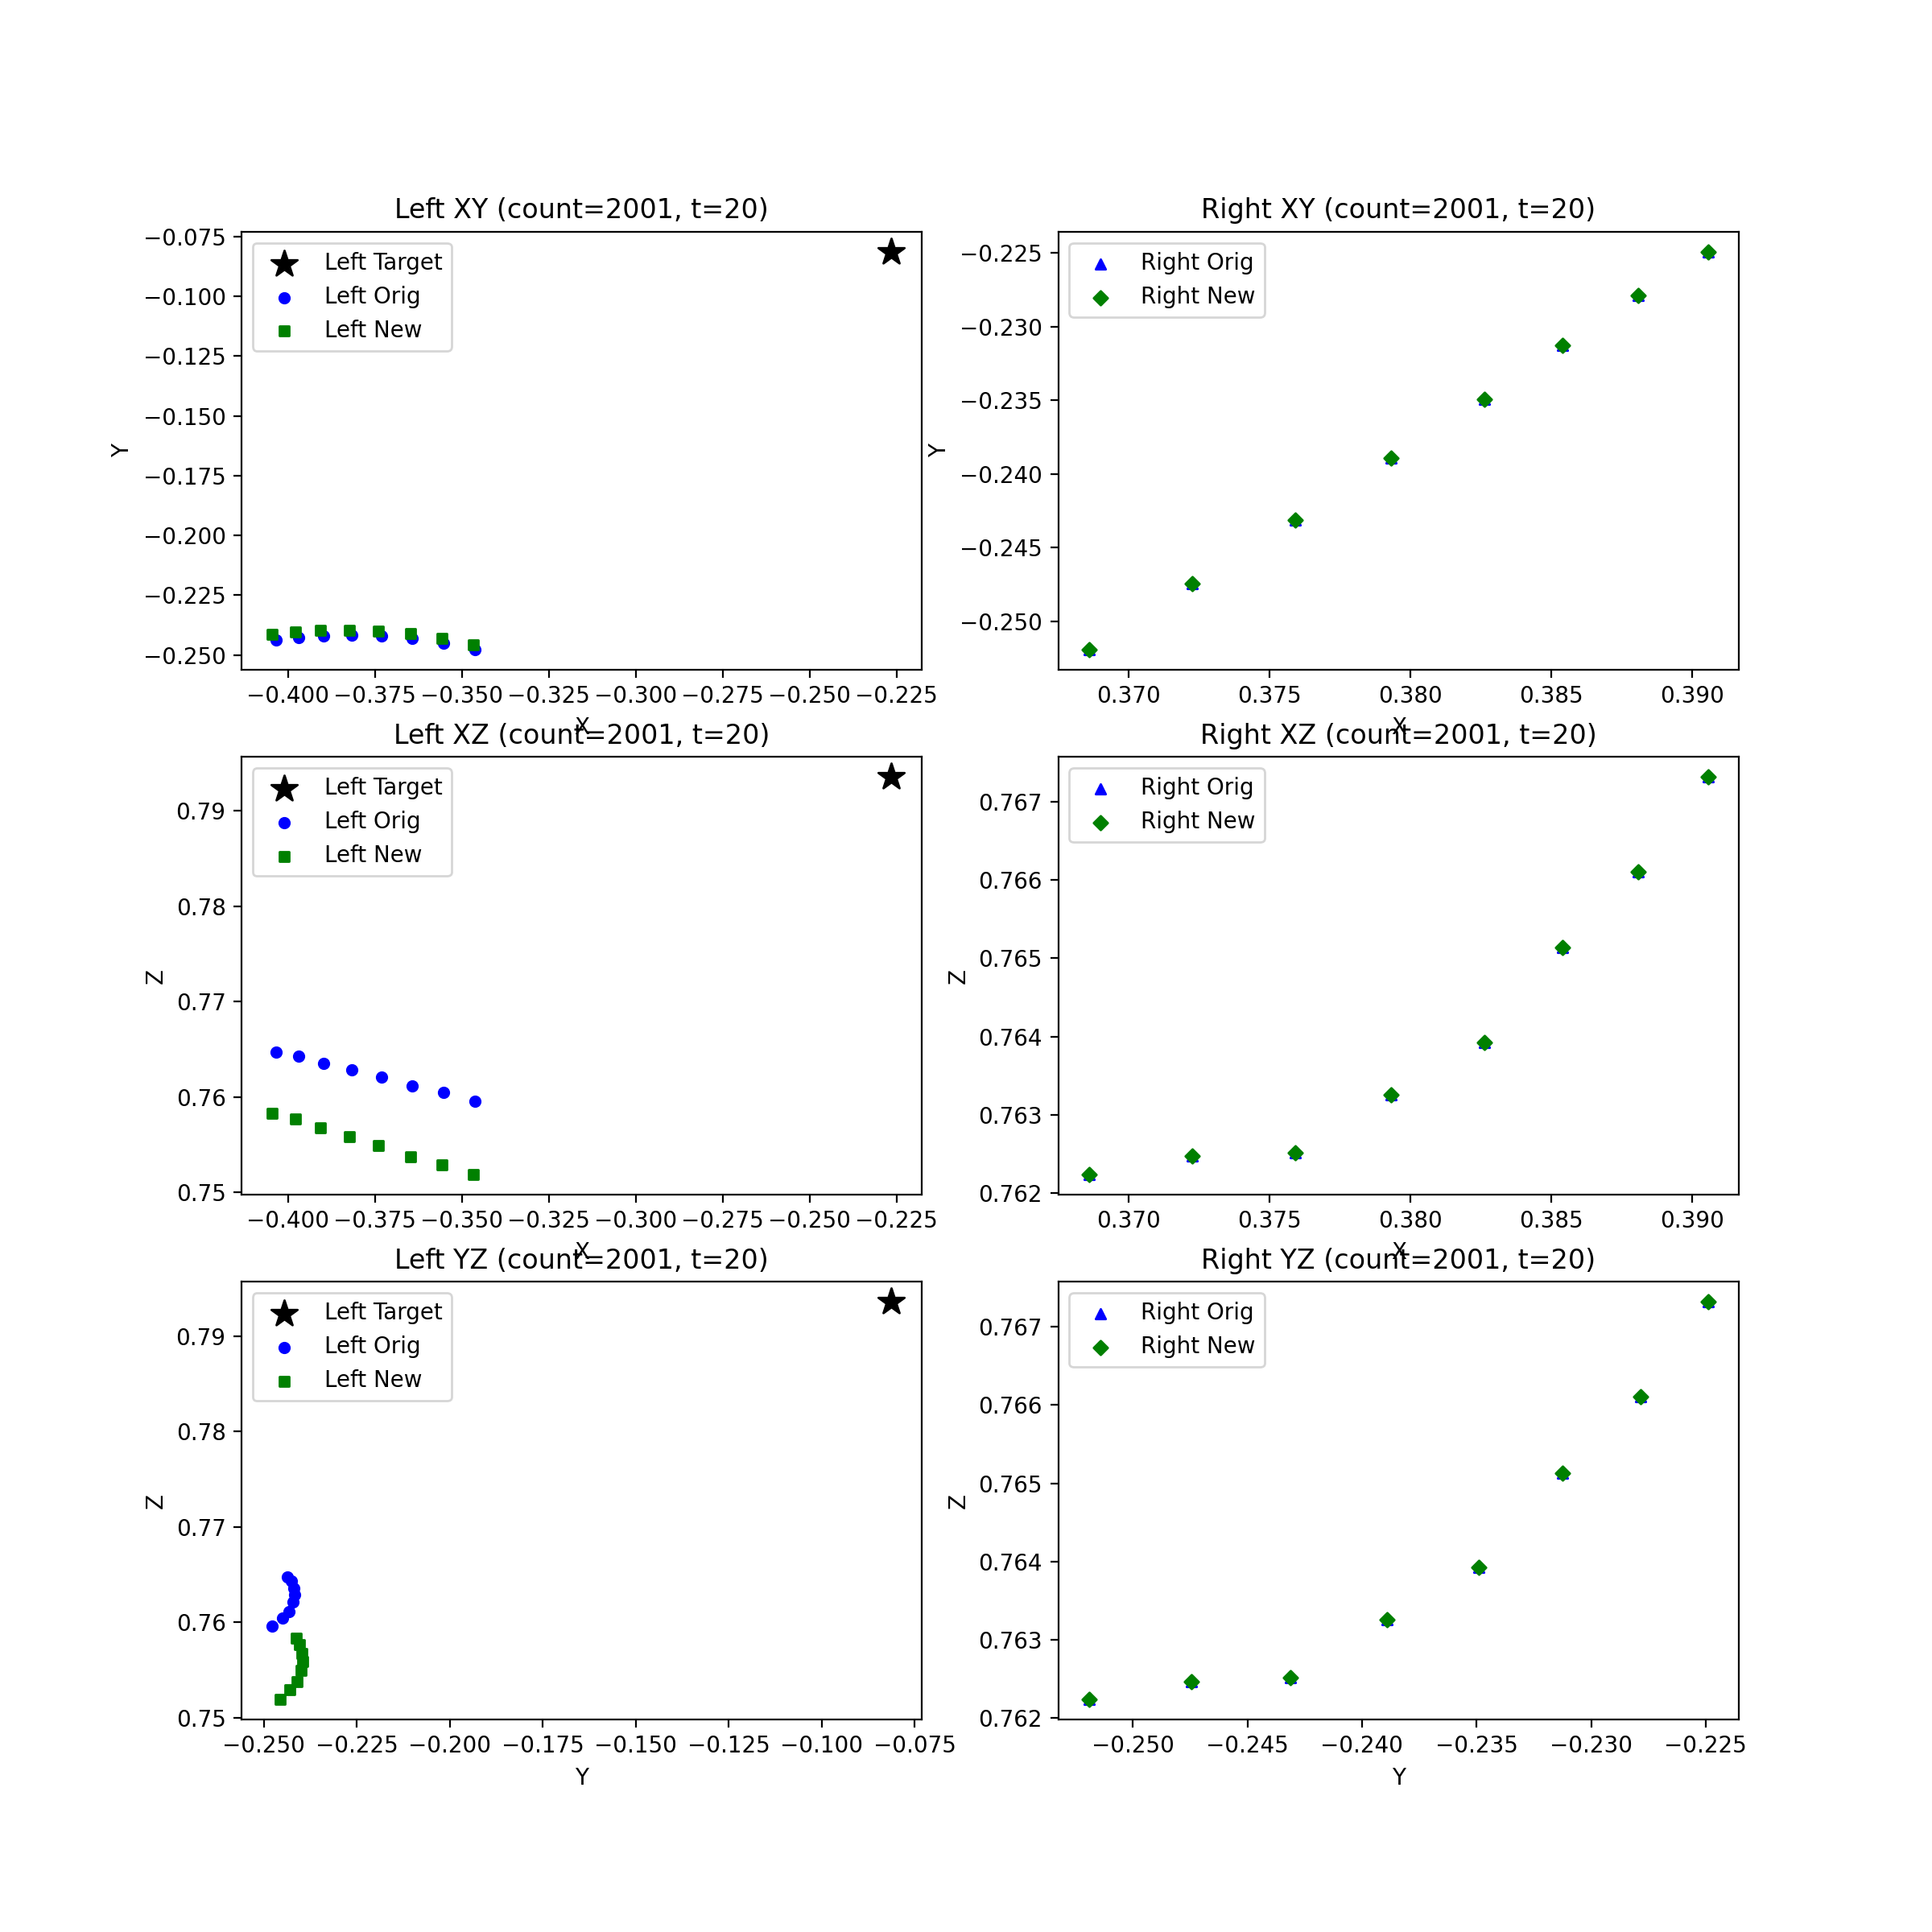 Left XY (count=2001, t=20)
Left Target
Left Orig
Left New
−0.075
−0.100
−0.125
−0.150
−0.175
−0.200
−0.225
−0.250
Y
−0.400 −0.375 −0.350 −0.325 −0.300 −0.275 −0.250 −0.225
X
Right XY (count=2001, t=20)
Right Orig
Right New
−0.225
−0.230
−0.235
−0.240
−0.245
−0.250
Y
0.370 0.375 0.380 0.385 0.390
X
Left XZ (count=2001, t=20)
Left Target
Left Orig
Left New
0.79
0.78
0.77
0.76
0.75
Z
−0.400 −0.375 −0.350 −0.325 −0.300 −0.275 −0.250 −0.225
X
Right XZ (count=2001, t=20)
Right Orig
Right New
0.767
0.766
0.765
0.764
0.763
0.762
Z
0.370 0.375 0.380 0.385 0.390
X
Left YZ (count=2001, t=20)
Left Target
Left Orig
Left New
0.79
0.78
0.77
0.76
0.75
Z
−0.250 −0.225 −0.200 −0.175 −0.150 −0.125 −0.100 −0.075
Y
Right YZ (count=2001, t=20)
Right Orig
Right New
0.767
0.766
0.765
0.764
0.763
0.762
Z
−0.250 −0.245 −0.240 −0.235 −0.230 −0.225
Y